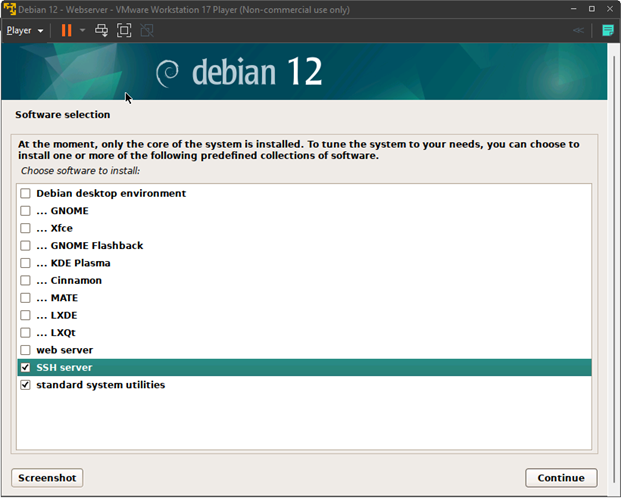 Debian 12 - Webserver - VMware Workstation 17 Player (Non-commercial use only)
Player
debian 12
Software selection
At the moment, only the core of the system is installed. To tune the system to your needs, you can choose to
install one or more of the following predefined collections of software.
Choose software to install:
Debian desktop environment
... GNOME
... Xfce
... GNOME Flashback
... KDE Plasma
... Cinnamon
... MATE
... LXDE
... LXQt
web server
SSH server
standard system utilities
Screenshot
Continue